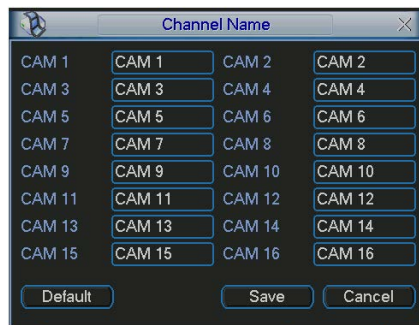 Channel Name
CAM 1 CAM 1 CAM 2 CAM 2
CAM 3 CAM 3 CAM 4 CAM 4
CAM 5 CAM 5 CAM 6 CAM 6
CAM 7 CAM 7 CAM 8 CAM 8
CAM 9 CAM 9 CAM 10 CAM 10
CAM 11 CAM 11 CAM 12 CAM 12
CAM 13 CAM 13 CAM 14 CAM 14
CAM 15 CAM 15 CAM 16 CAM 16
Default Save Cancel